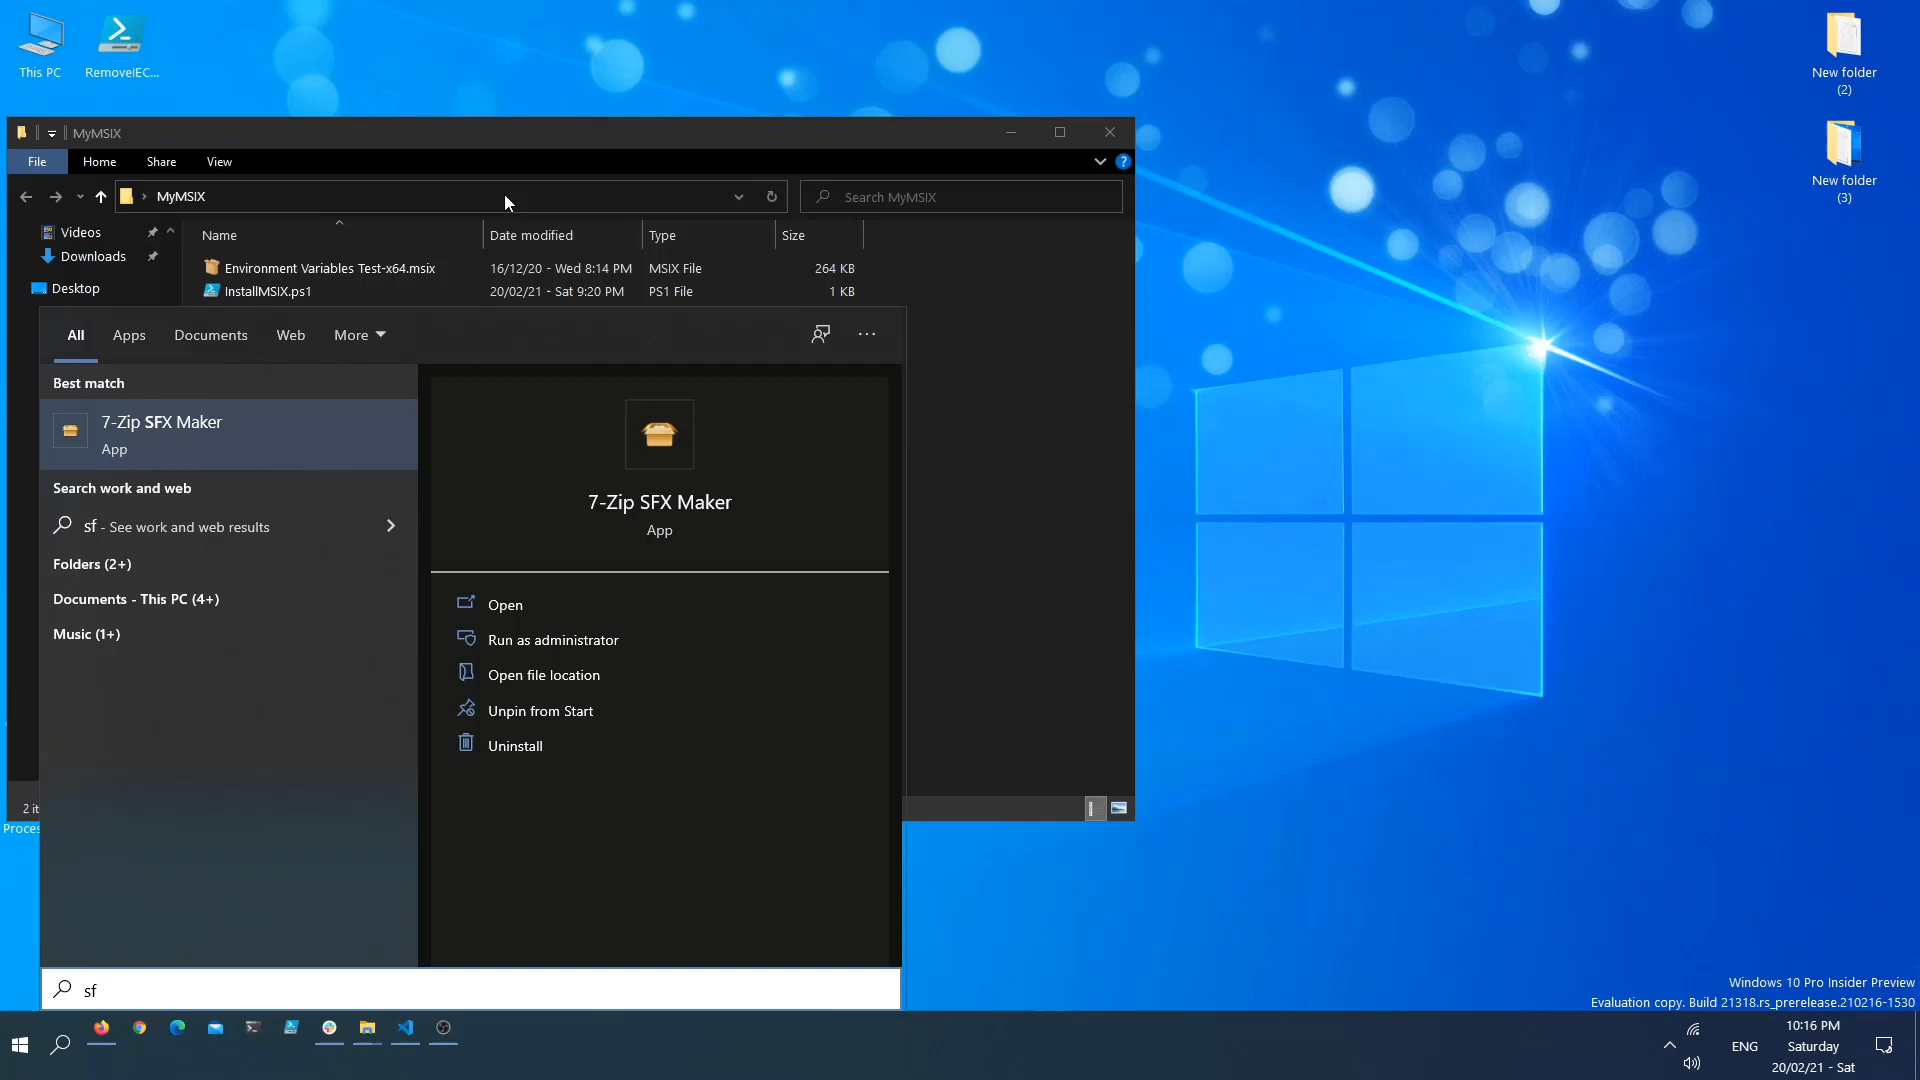 This PC
RemoveIEC...
New folder
(2)
New folder
(3)
MyMSIX
File
Home
Share
View
?
MyMSIX
Search MyMSIX
Videos
Downloads
Desktop
Name
Date modified
Type
Size
Environment Variables Test-x64.msix
16/12/20 - Wed 8:14 PM
MSIX File
264 KB
InstallMSIX.ps1
20/02/21 - Sat 9:20 PM
PS1 File
1 KB
All
Apps
Documents
Web
More
Best match
7-Zip SFX Maker
App
Search work and web
sf - See work and web results
Folders (2+)
Documents - This PC (4+)
Music (1+)
7-Zip SFX Maker
App
Open
Run as administrator
Open file location
Unpin from Start
Uninstall
2 it
Proces
sf
Windows 10 Pro Insider Preview
Evaluation copy. Build 21318.rs_prerelease.210216-1530
ENG
10:16 PM
Saturday
20/02/21 - Sat